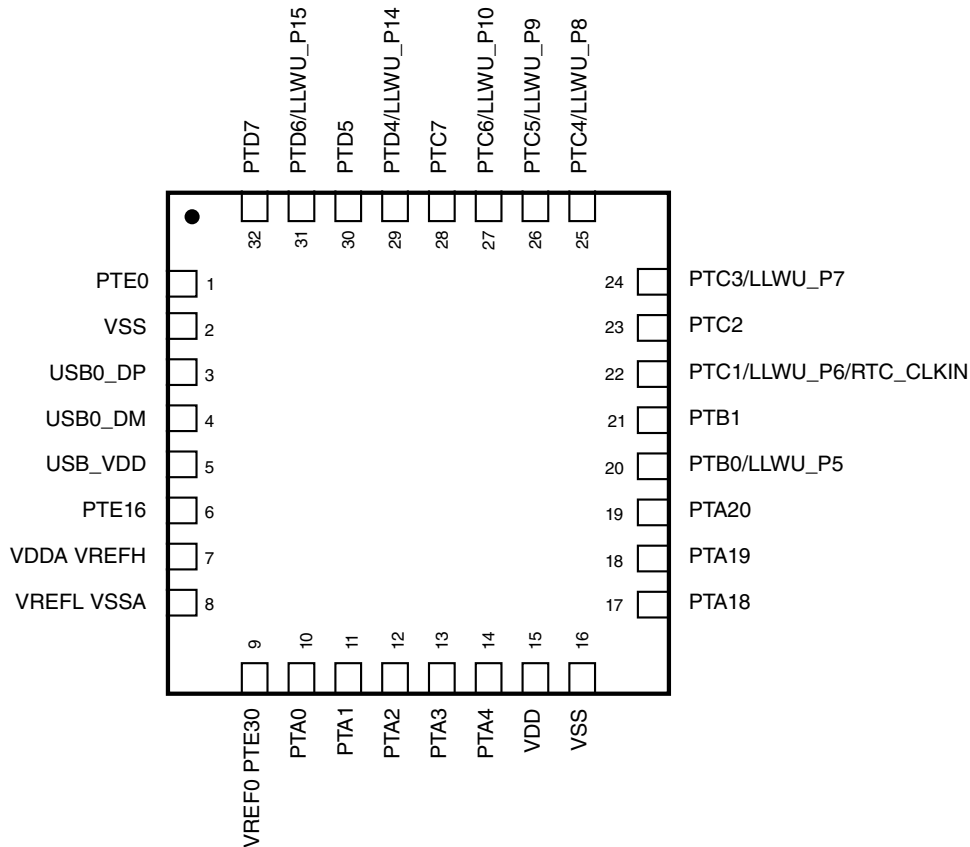 PTD7
PTD6/LLWU_P15
PTD5
PTD4/LLWU_P14
PTC7
PTC6/LLWU_P10
PTC5/LLWU_P9
PTC4/LLWU_P8
32
31
30
29
28
27
26
25
PTE0
1
VSS
2
USB0_DP
3
USB0_DM
4
USB_VDD
5
PTE16
6
VDDA VREFH
7
VREFL VSSA
8
24
PTC3/LLWU_P7
23
PTC2
22
PTC1/LLWU_P6/RTC_CLKIN
21
PTB1
20
PTB0/LLWU_P5
19
PTA20
18
PTA19
17
PTA18
9
10
11
12
13
14
15
16
VREF0 PTE30
PTA0
PTA1
PTA2
PTA3
PTA4
VDD
VSS